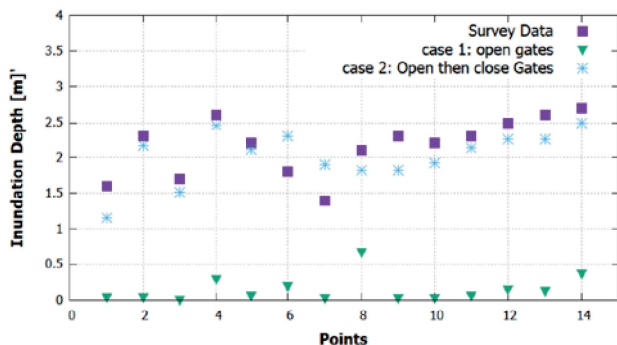 Survey Data
case 1: open gates
case 2: Open then close Gates
Inundation Depth [m]'
4
3.5
3
2.5
2
1.5
1
0.5
0
0 2 4 6 8 10 12 14
Points